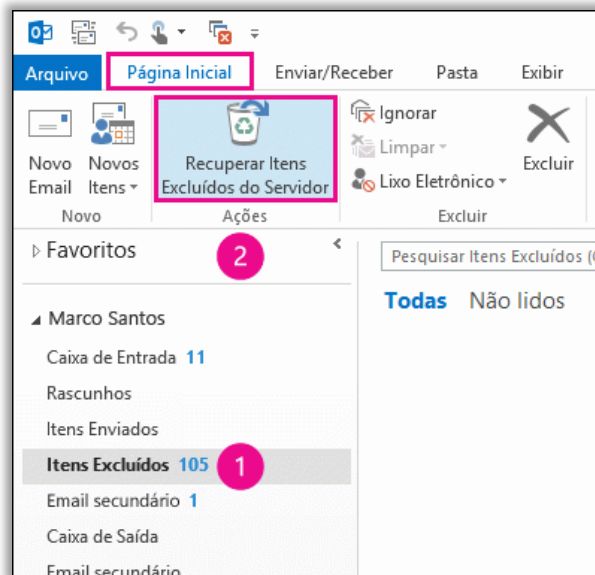 Arquivo Página Inicial Enviar/Receber Pasta Exibir
Novo Email
Novos Itens
Recuperar Itens
Excluídos do Servidor
Ignorar
Limpar
Lixo Eletrônico
Excluir
Novo Ações Excluir
Favoritos
2
Pesquisar Itens Excluídos (
Todas Não lidos
Marco Santos
Caixa de Entrada 11
Rascunhos
Itens Enviados
Itens Excluídos 105 1
Email secundário 1
Caixa de Saída
Email secundário